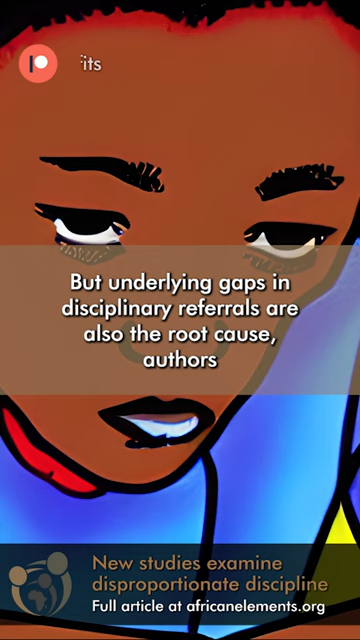 its
But underlying gaps in
disciplinary referrals are
also the root cause,
authors
New studies examine
disproportionate discipline
Full article at africanelements.org